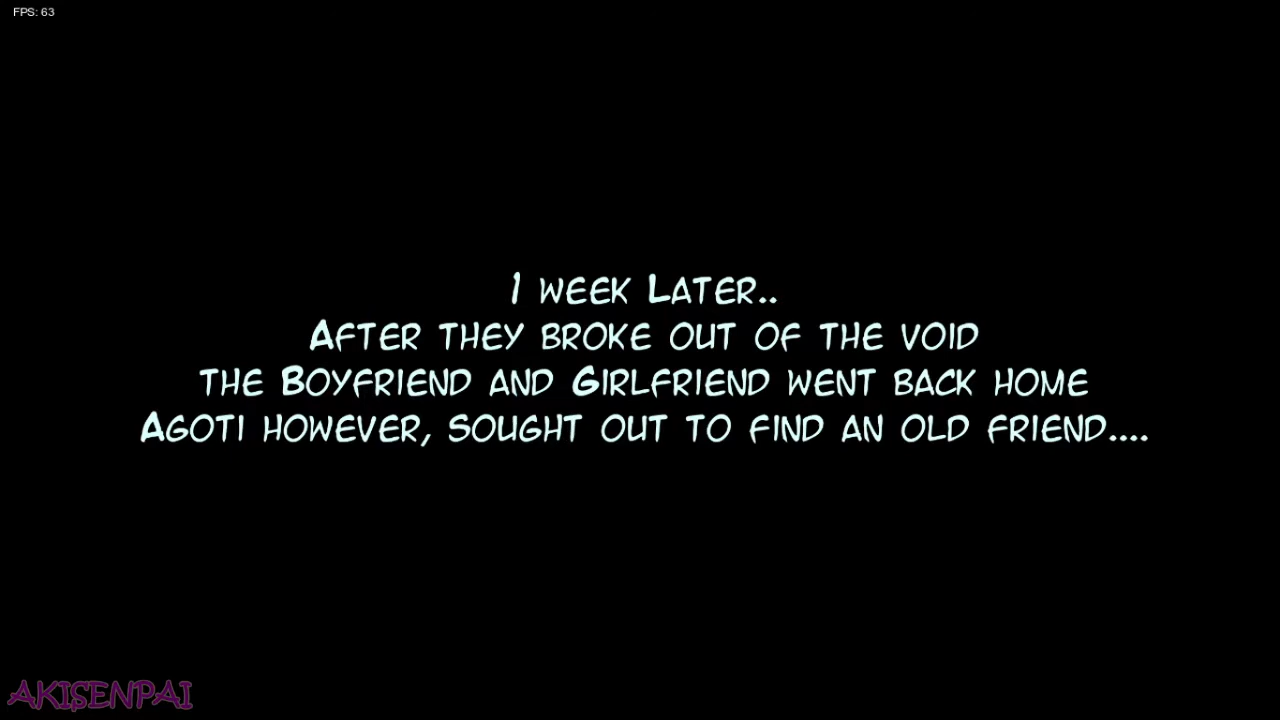 FPS: 63
1 week Later..
After they broke out of the void
the Boyfriend and Girlfriend went back home
Agoti however, sought out to find an old friend....
AKISENPAI